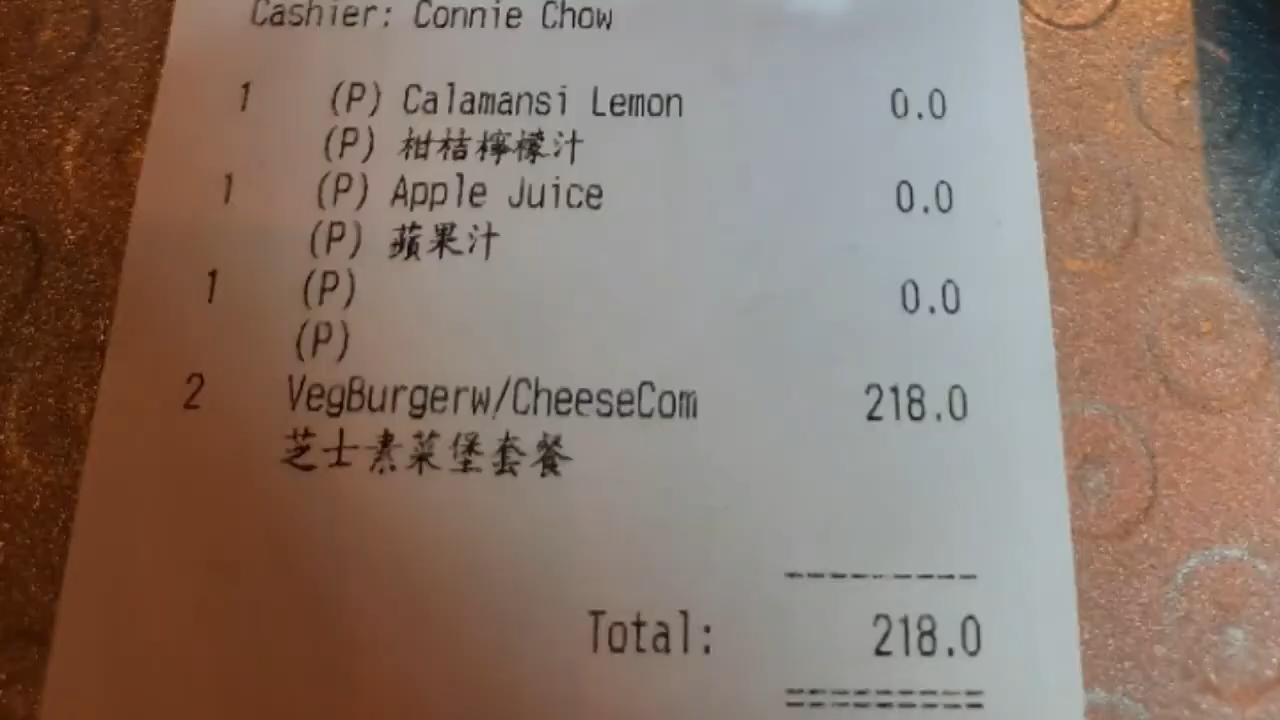 Cashier: Connie Chow
1 (P) Calamansi Lemon 0.0
(P) 柑桔檸檬汁
1 (P) Apple Juice 0.0
(P) 蘋果汁
1 (P) 0.0
(P)
2 VegBurgerw/CheeseCom 218.0
芝士素菜堡套餐
----------
Total: 218.0
==========